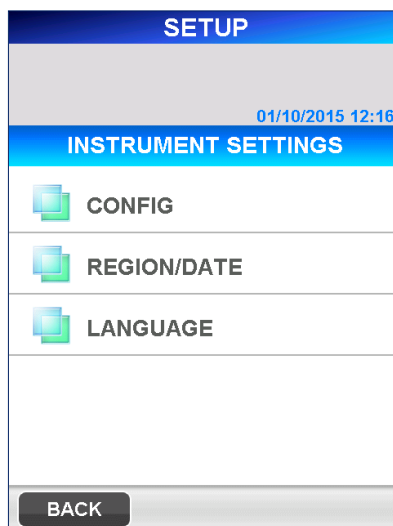 SETUP
01/10/2015 12:16
INSTRUMENT SETTINGS
CONFIG
REGION/DATE
LANGUAGE
BACK